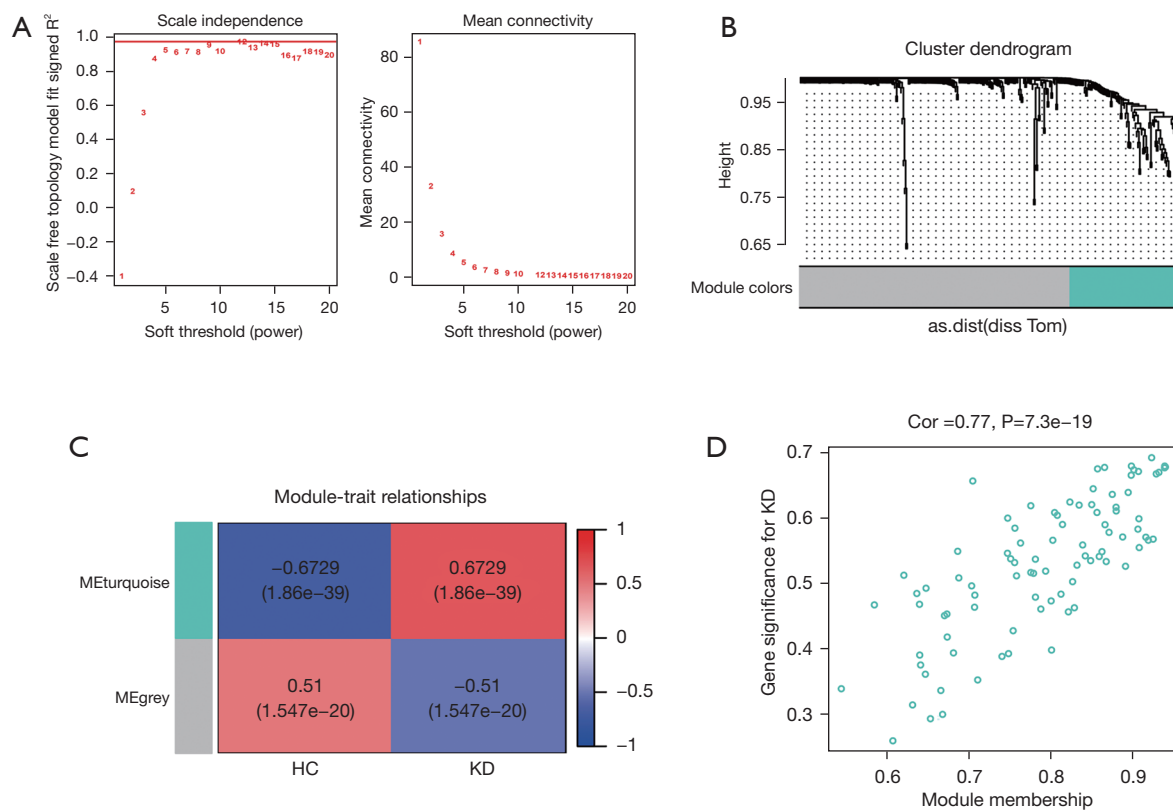 A
Scale independence
Scale free topology model fit signed R²
1.0
0.8
0.6
0.4
0.2
0.0
−0.2
−0.4
1
2
3
4
5
6
7
8
9
10
12
13
14
15
16
17
18
19
20
5 10 15 20
Soft threshold (power)
Mean connectivity
Mean connectivity
80
60
40
20
0
1
2
3
4
5
6
7
8
9
10
12
13
14
15
16
17
18
19
20
5 10 15 20
Soft threshold (power)
B
Cluster dendrogram
Height
0.95
0.85
0.75
0.65
Module colors
as.dist(diss Tom)
C
Module-trait relationships
MEturquoise
−0.6729
(1.86e−39)
0.6729
(1.86e−39)
MEgrey
0.51
(1.547e−20)
−0.51
(1.547e−20)
HC KD
1
0.5
0
−0.5
−1
D
Cor =0.77, P=7.3e−19
Gene significance for KD
0.7
0.6
0.5
0.4
0.3
0.6 0.7 0.8 0.9
Module membership